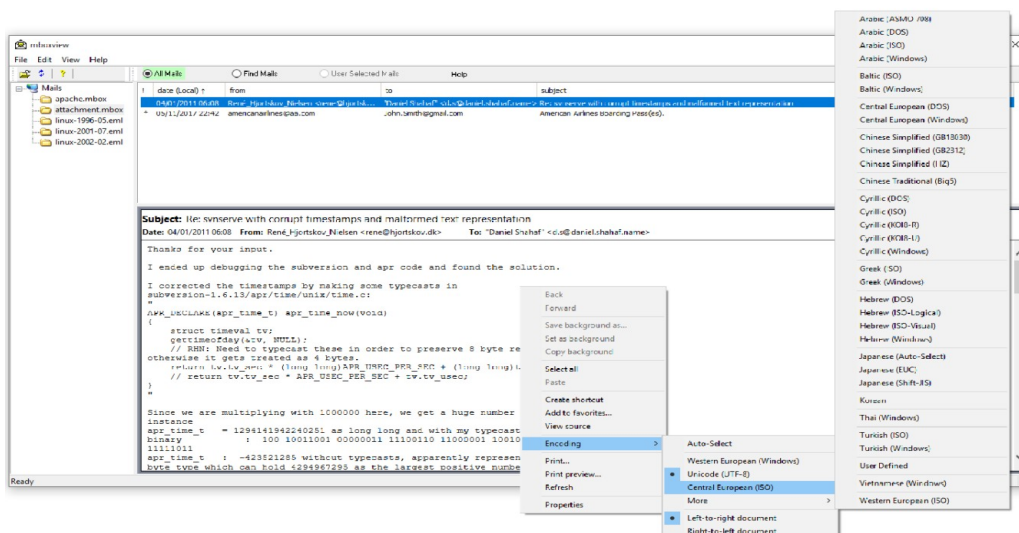 mboxview
File Edit View Help
All Mails Find Mails User Selected Mails Help
Mails
apache.mbox
attachment.mbox
linux-1996-05.eml
linux-2001-07.eml
linux-2002-02.eml
! date (Local) ↑ from to subject
04/01/2011 06:08 René_Hjortskov_Nielsen <rene@hjortsk... "Daniel Shahaf" <d.s@daniel.shahaf.name> Re: svnserve with corrupt timestamps and malformed text representation
* 05/11/2017 22:42 americanairlines@aa.com John.Smith@gmail.com American Airlines Boarding Pass(es).
Subject: Re: svnserve with corrupt timestamps and malformed text representation
Date: 04/01/2011 06:08 From: René_Hjortskov_Nielsen <rene@hjortskov.dk> To: "Daniel Shahaf" <d.s@daniel.shahaf.name>
Thanks for your input.
I ended up debugging the subversion and apr code and found the solution.
I corrected the timestamps by making some typecasts in
subversion-1.6.13/apr/time/unix/time.c:
"
APR_DECLARE(apr_time_t) apr_time_now(void)
{
struct timeval tv;
gettimeofday(&tv, NULL);
// RHN: Need to typecast these in order to preserve 8 byte re
otherwise it gets treated as 4 bytes.
return tv.tv_sec * (long long)APR_USEC_PER_SEC + (long long)t
// return tv.tv_sec * APR_USEC_PER_SEC + tv.tv_usec;
}
"
Since we are multiplying with 1000000 here, we get a huge number
instance
apr_time_t = 1294141942240251 as long long and with my typecast
binary : 100 10011001 00000011 11100110 11000001 10010
11111011
apr_time_t : -423521285 without typecasts, apparently represen
byte type which can hold 4294967295 as the largest positive numbe
Ready
Back
Forward
Save background as...
Set as background
Copy background
Select all
Paste
Create shortcut
Add to favorites...
View source
Encoding >
Print...
Print preview...
Refresh
Properties
Auto-Select
Western European (Windows)
Unicode (UTF-8)
Central European (ISO)
More >
Left-to-right document
Right-to-left document
Arabic (ASMO 708)
Arabic (DOS)
Arabic (ISO)
Arabic (Windows)
Baltic (ISO)
Baltic (Windows)
Central European (DOS)
Central European (Windows)
Chinese Simplified (GB18030)
Chinese Simplified (GB2312)
Chinese Simplified (HZ)
Chinese Traditional (Big5)
Cyrillic (DOS)
Cyrillic (ISO)
Cyrillic (KOI8-R)
Cyrillic (KOI8-U)
Cyrillic (Windows)
Greek (ISO)
Greek (Windows)
Hebrew (DOS)
Hebrew (ISO-Logical)
Hebrew (ISO-Visual)
Hebrew (Windows)
Japanese (Auto-Select)
Japanese (EUC)
Japanese (Shift-JIS)
Korean
Thai (Windows)
Turkish (ISO)
Turkish (Windows)
User Defined
Vietnamese (Windows)
Western European (ISO)